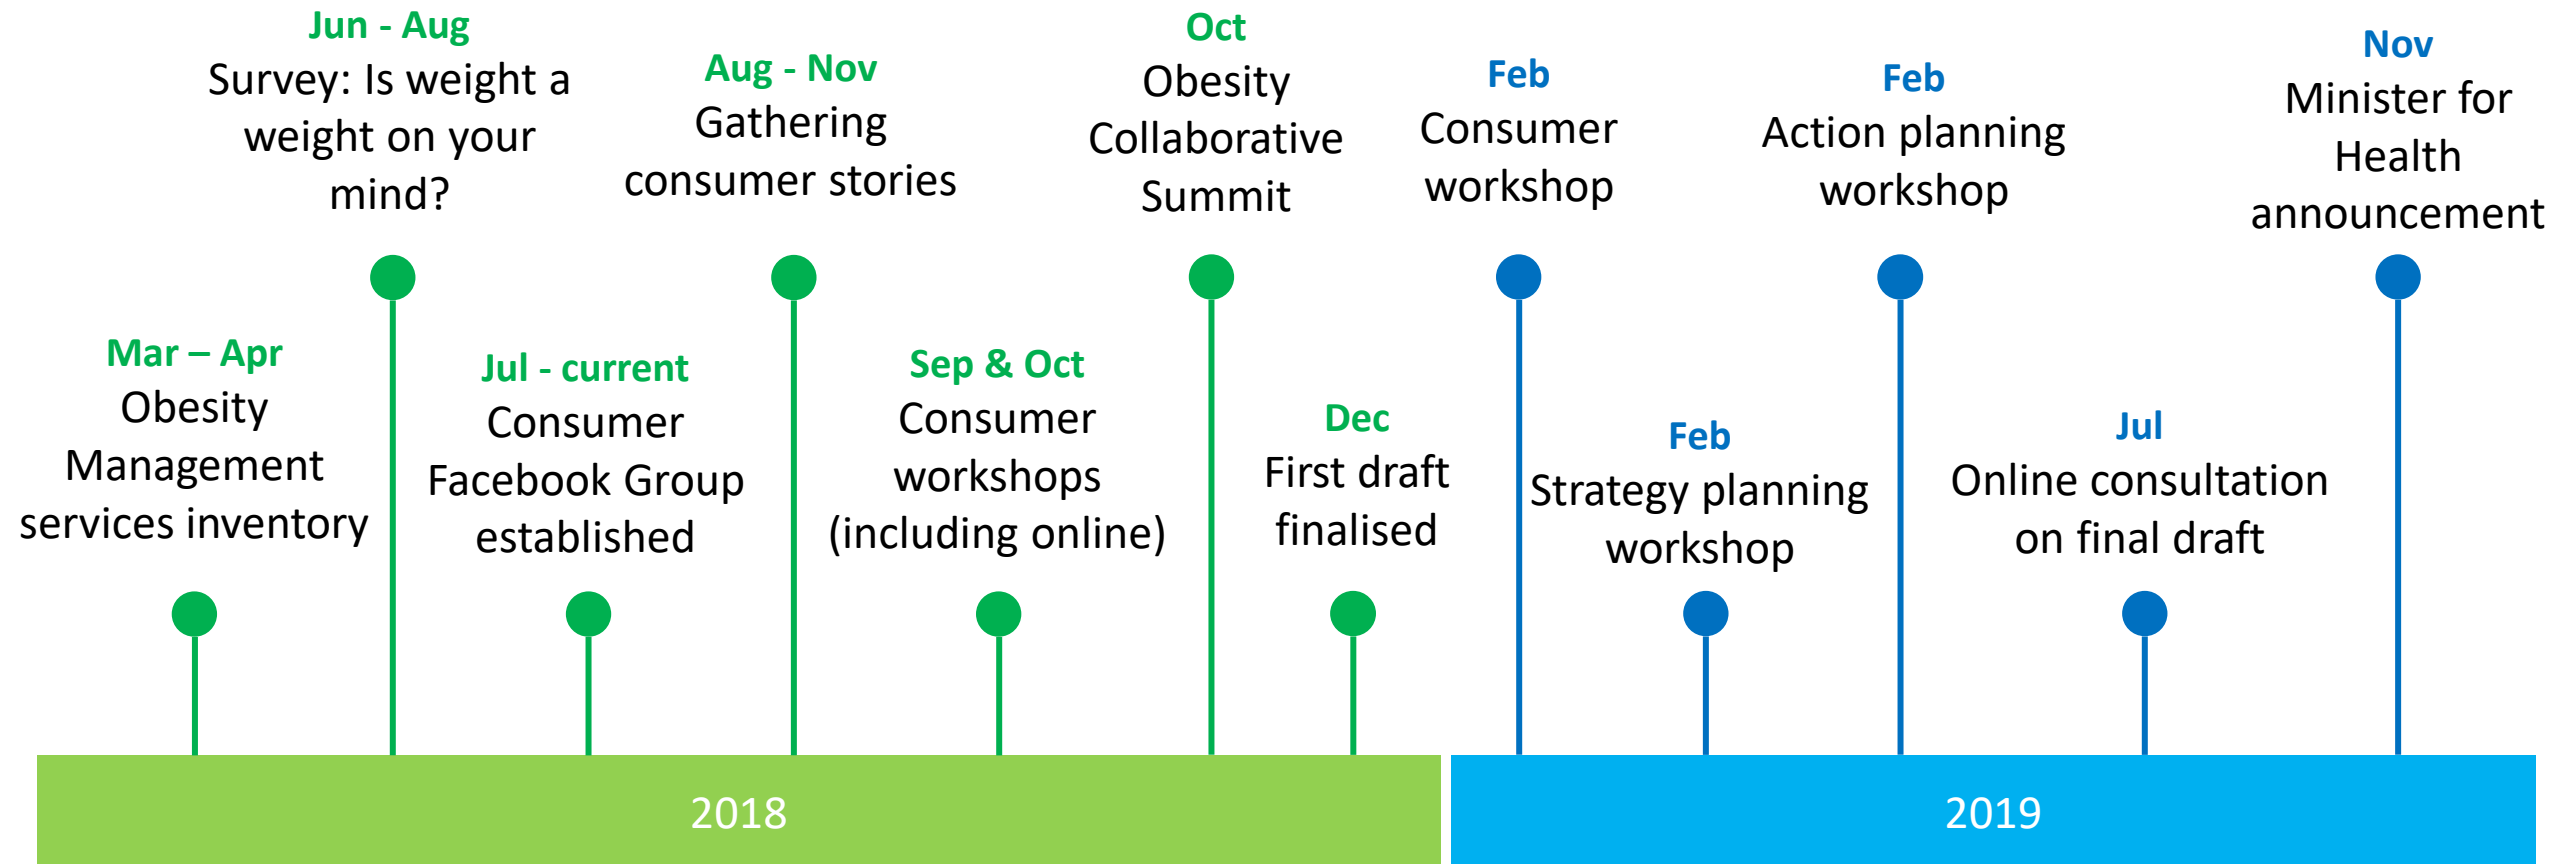 Mar – Apr
Obesity
Management
services inventory
Jun - Aug
Survey: Is weight a
weight on your
mind?
Jul - current
Consumer
Facebook Group
established
Aug - Nov
Gathering
consumer stories
Sep & Oct
Consumer
workshops
(including online)
Oct
Obesity
Collaborative
Summit
Dec
First draft
finalised
Feb
Consumer
workshop
Feb
Strategy planning
workshop
Feb
Action planning
workshop
Jul
Online consultation
on final draft
Nov
Minister for
Health
announcement
2018
2019